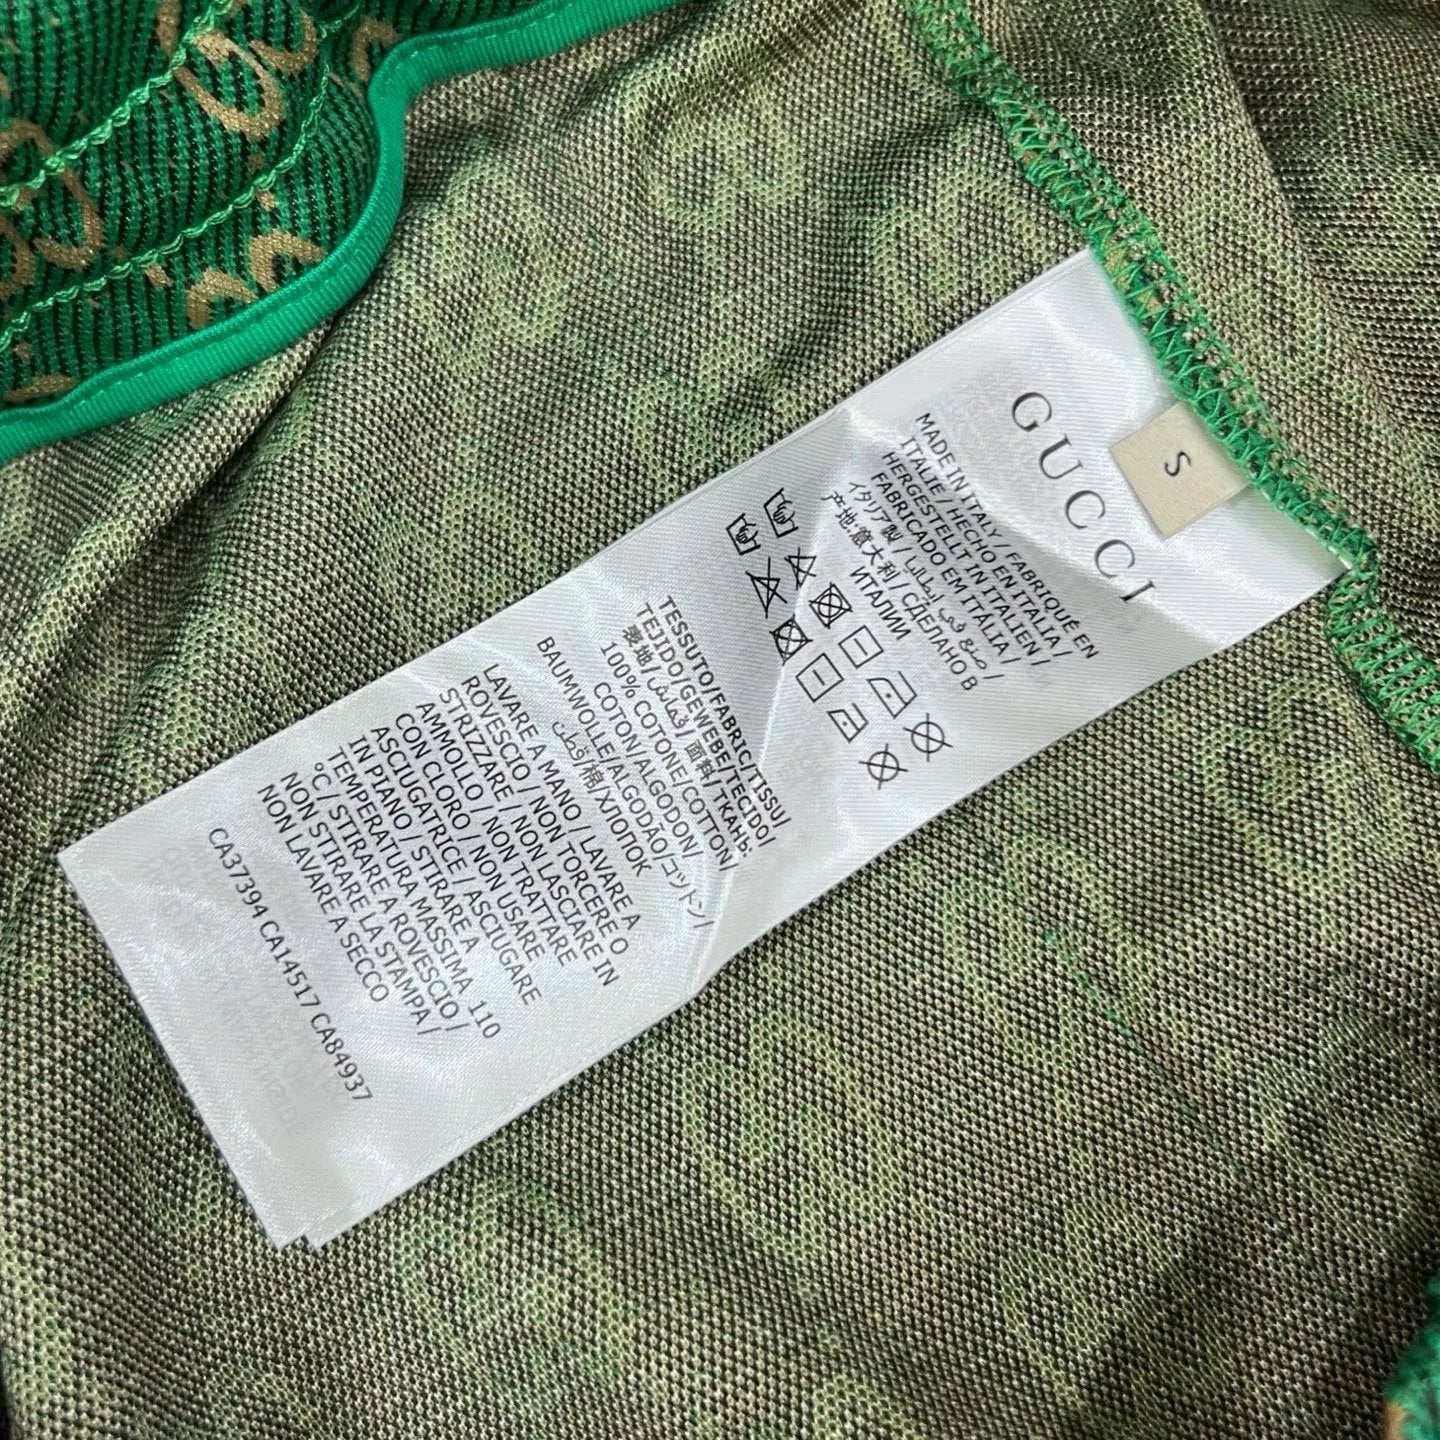 GUCCI
S
MADE IN ITALY / FABRIQUÉ EN
ITALIE / HECHO EN ITALIA /
HERGESTELLT IN ITALIEN /
FABRICADO EM ITÁLIA /
イタリア製 / صنع في إيطاليا /
产地:意大利 / СДЕЛАНО В
ИТАЛИИ
TESSUTO/FABRIC/TISSU/
TEJIDO/GEWEBE/TECIDO/
表地/قماش/面料/ТКАНЬ:
100% COTONE/COTTON/
COTON/ALGODON/
BAUMWOLLE/ALGODÃO/コットン/
قطن/棉/ХЛОПОК
LAVARE A MANO / LAVARE A
ROVESCIO / NON TORCERE O
STRIZZARE / NON LASCIARE IN
AMMOLLO / NON TRATTARE
CON CLORO / NON USARE
ASCIUGATRICE / ASCIUGARE
IN PIANO / STIRARE A
TEMPERATURA MASSIMA 110
°C / STIRARE A ROVESCIO /
NON STIRARE LA STAMPA /
NON LAVARE A SECCO
CA37394 CA14517 CA84937